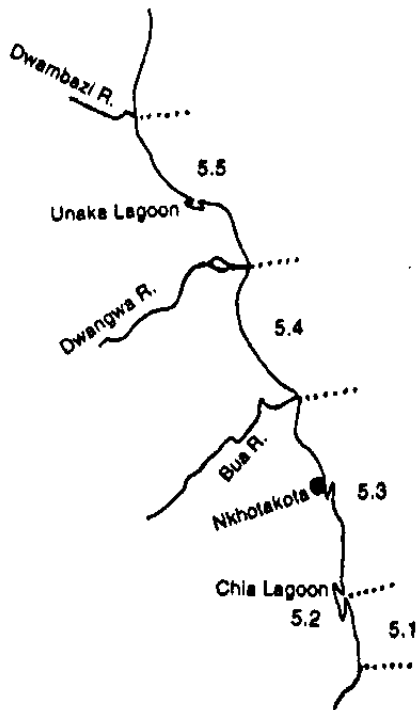 Dwambazi R.
5.5
Unaka Lagoon
Dwangwa R.
5.4
Bua R.
Nkhotakota
5.3
Chia Lagoon
5.2
5.1